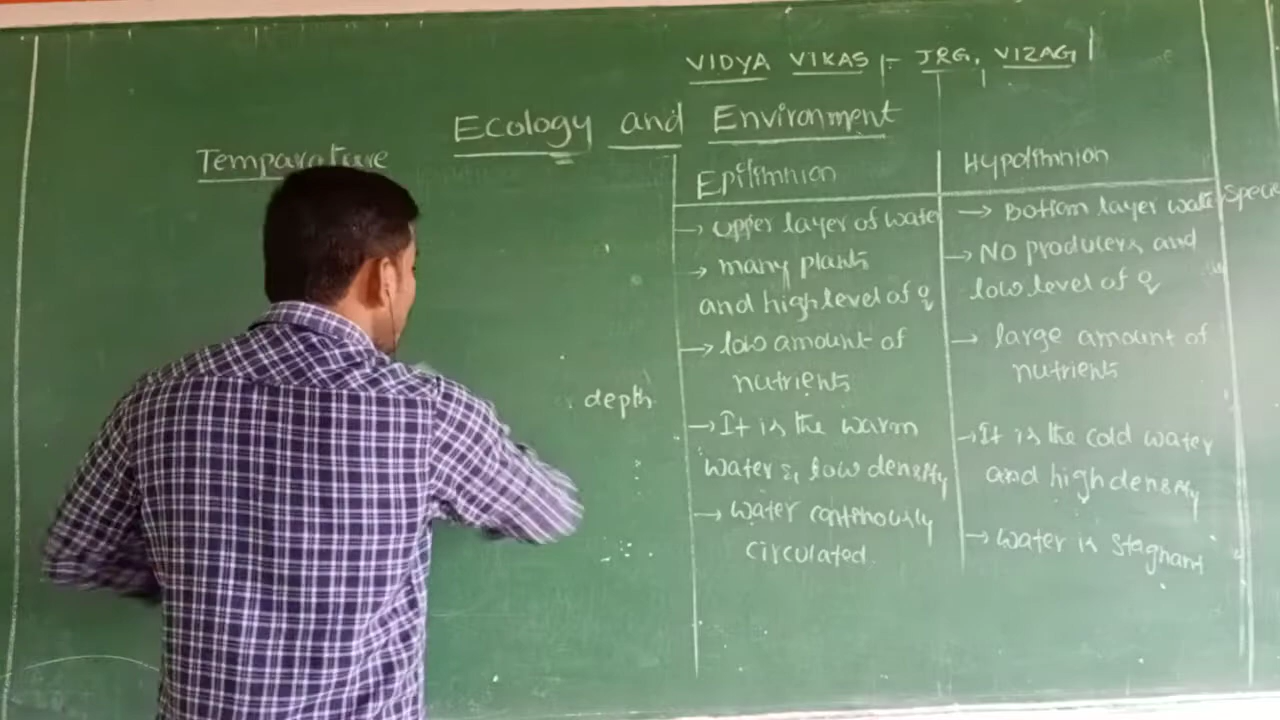 VIDYA VIKAS - JRG, VIZAG
Ecology and Environment
Temparature
depth
Epilimnion
→ upper layer of water
→ many plants
and high level of O2
→ low amount of
nutrients
→ It is the warm
water & low density
→ water continously
circulated
Hypolimnion
→ Bottom layer water
→ No producers and
low level of O2
→ large amount of
nutrients
→ It is the cold water
and high density
→ water is stagnant
Specie